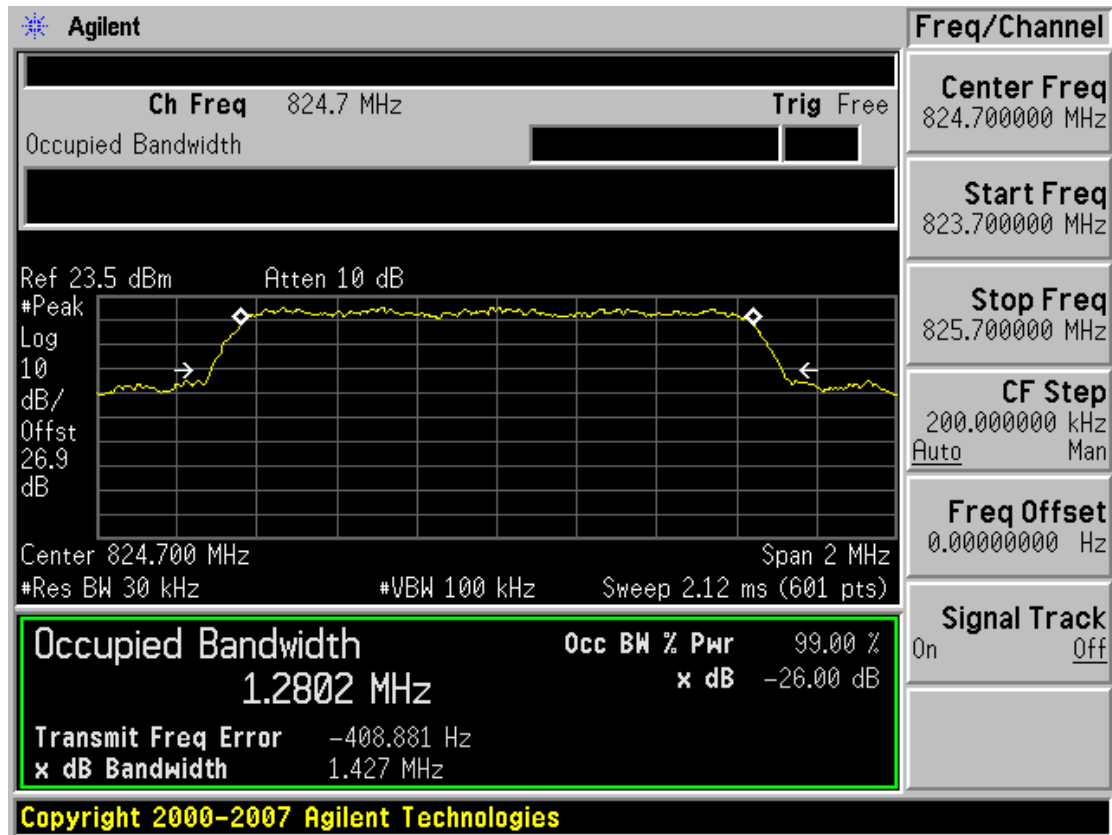 Agilent
Freq/Channel
Ch Freq 824.7 MHz Trig Free
Occupied Bandwidth
Center Freq
824.700000 MHz
Start Freq
823.700000 MHz
Stop Freq
825.700000 MHz
CF Step
200.000000 kHz
Auto Man
Freq Offset
0.00000000 Hz
Signal Track
On Off
Ref 23.5 dBm Atten 10 dB
#Peak
Log
10
dB/
Offst
26.9
dB
Center 824.700 MHz Span 2 MHz
#Res BW 30 kHz #VBW 100 kHz Sweep 2.12 ms (601 pts)
Occupied Bandwidth Occ BW % Pwr 99.00 %
1.2802 MHz x dB -26.00 dB
Transmit Freq Error -408.881 Hz
x dB Bandwidth 1.427 MHz
Copyright 2000-2007 Agilent Technologies